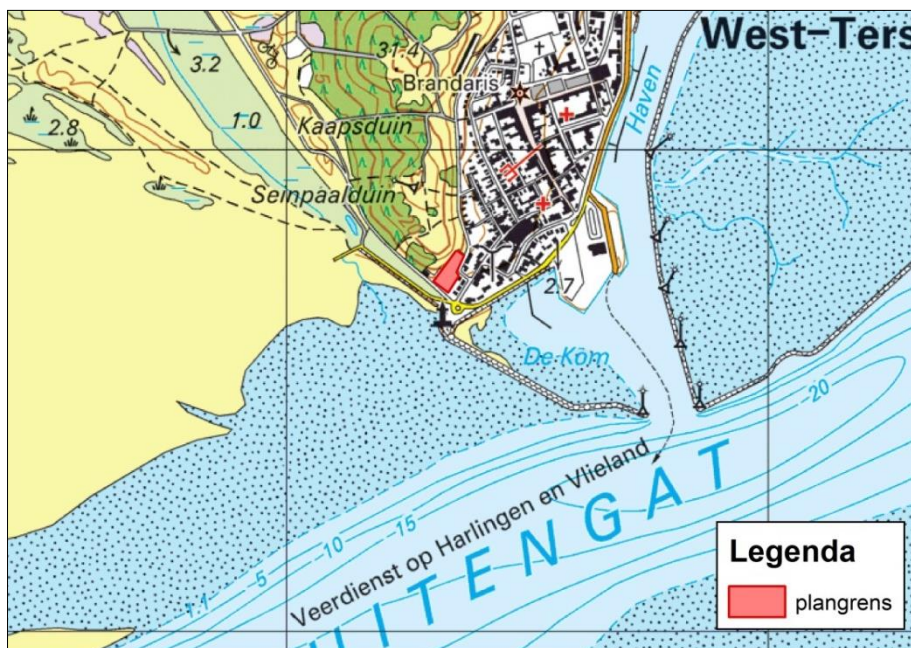 West-Ters
31.4
Brandaris
3.2
1.0
2.8
Kaapsduin
Haven
Seinpaalduin
2.7
De Kom
-20
Veerdienst op Harlingen en Vlieland
-15
-10
-5
-1.1
UITENGAT
Legenda
plangrens